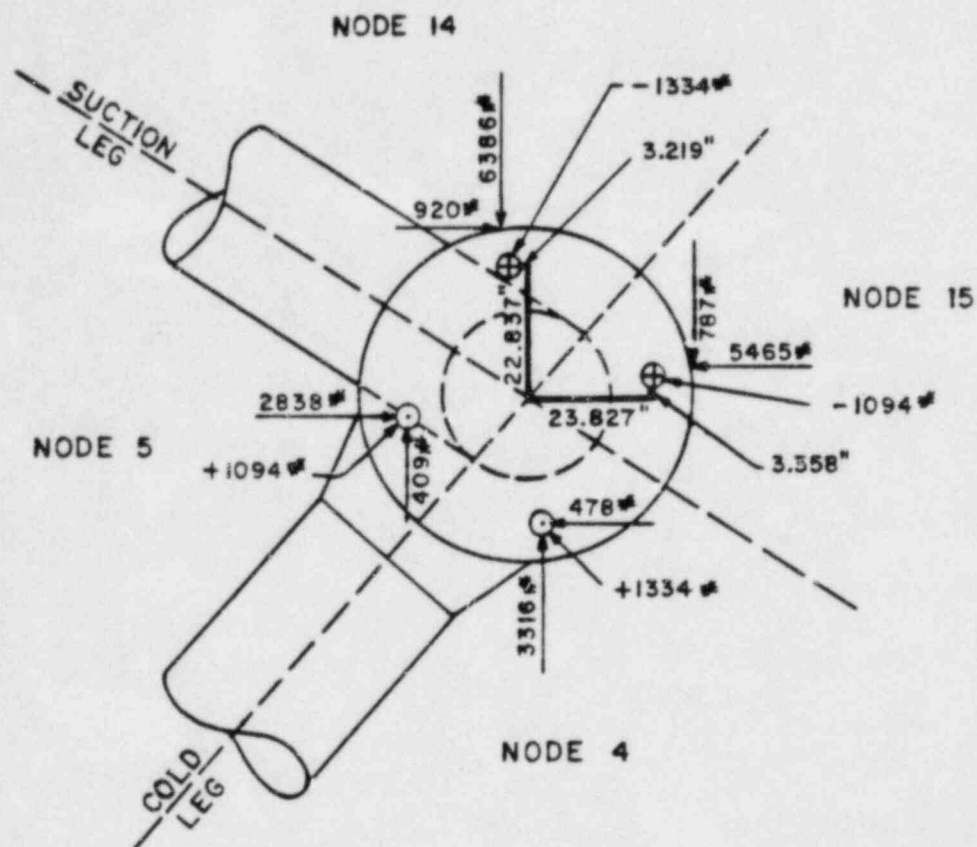 NODE 14
-1334#
SUCTION
LEG
6386#
3.219"
920#
22.837"
787#
NODE 15
5465#
2838#
23.827"
-1094#
NODE 5
+1094#
409#
3.558"
478#
+1334#
3316#
NODE 4
COLD
LEG